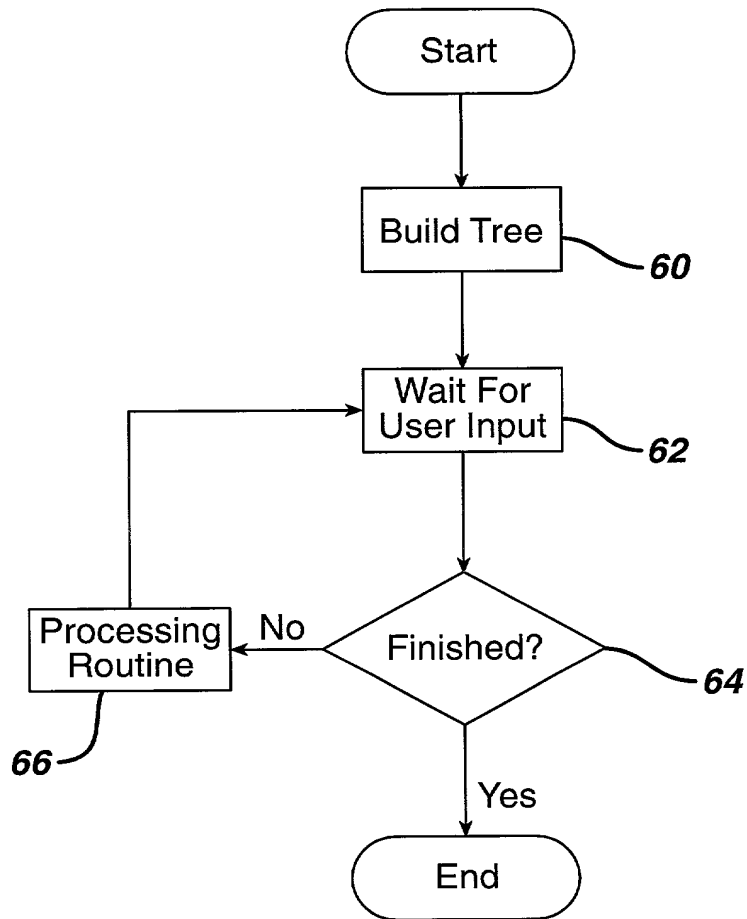 Start
Build Tree
60
Wait For
User Input
62
Processing
Routine
No
Finished?
64
66
Yes
End